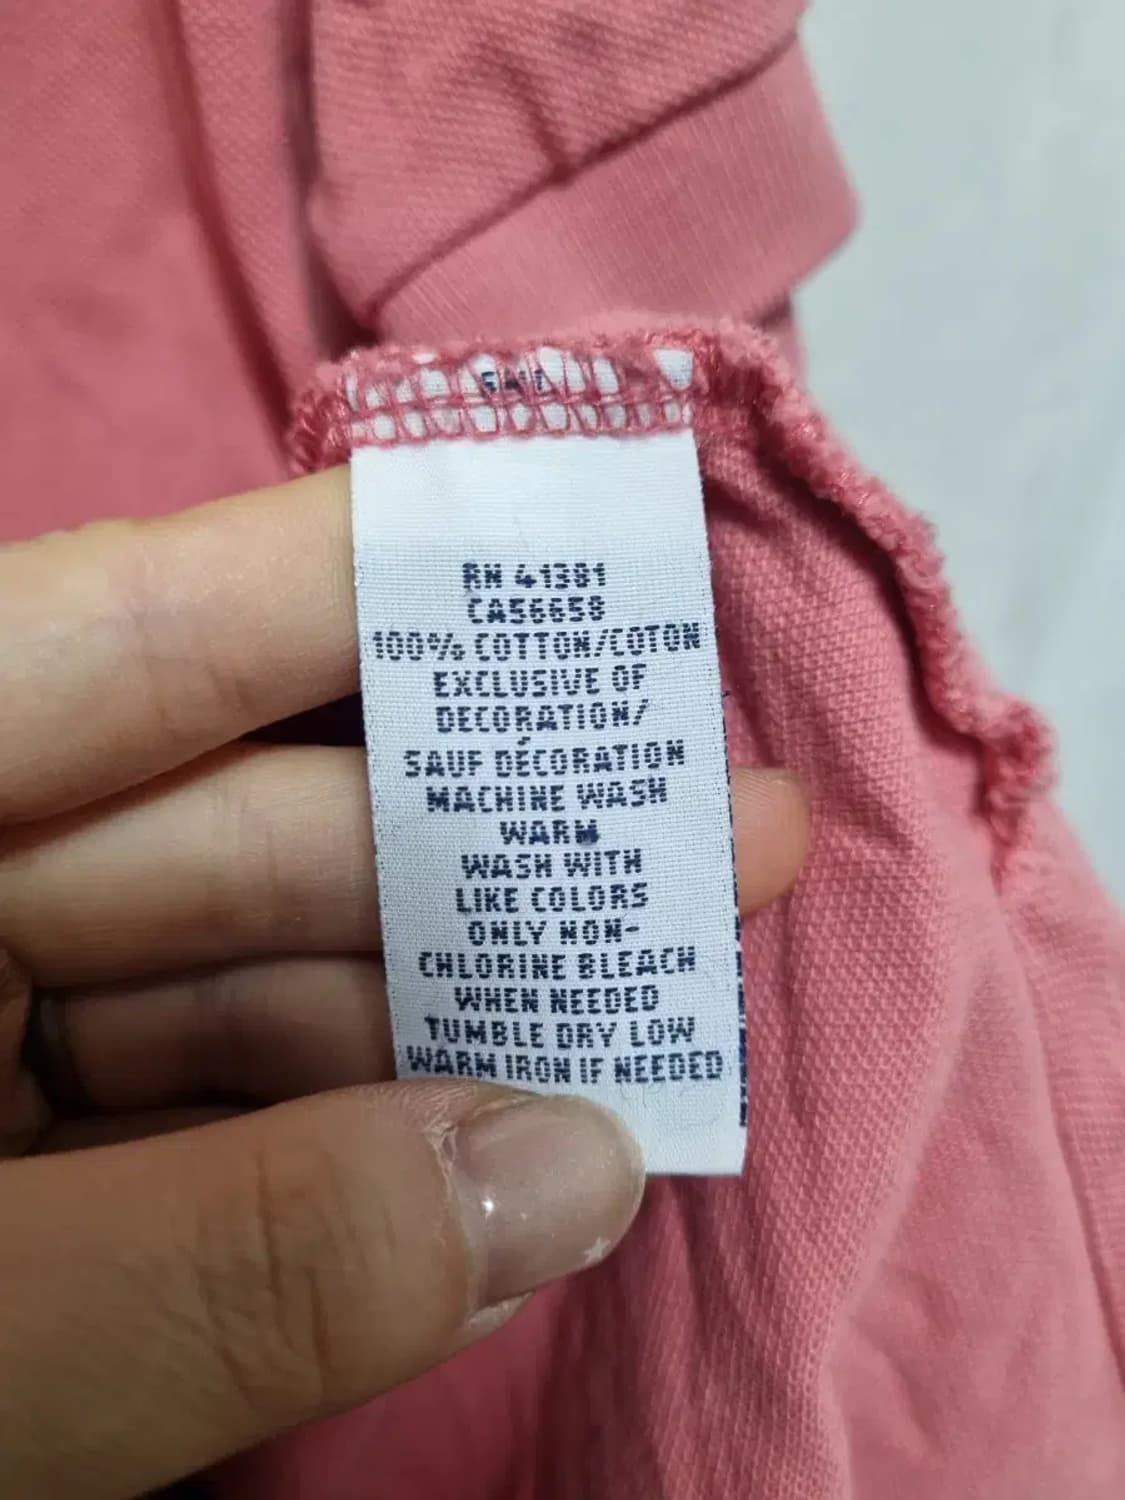 RN 41381
CA56658
100% COTTON/COTON
EXCLUSIVE OF
DECORATION/
SAUF DÉCORATION
MACHINE WASH
WARM
WASH WITH
LIKE COLORS
ONLY NON-
CHLORINE BLEACH
WHEN NEEDED
TUMBLE DRY LOW
WARM IRON IF NEEDED